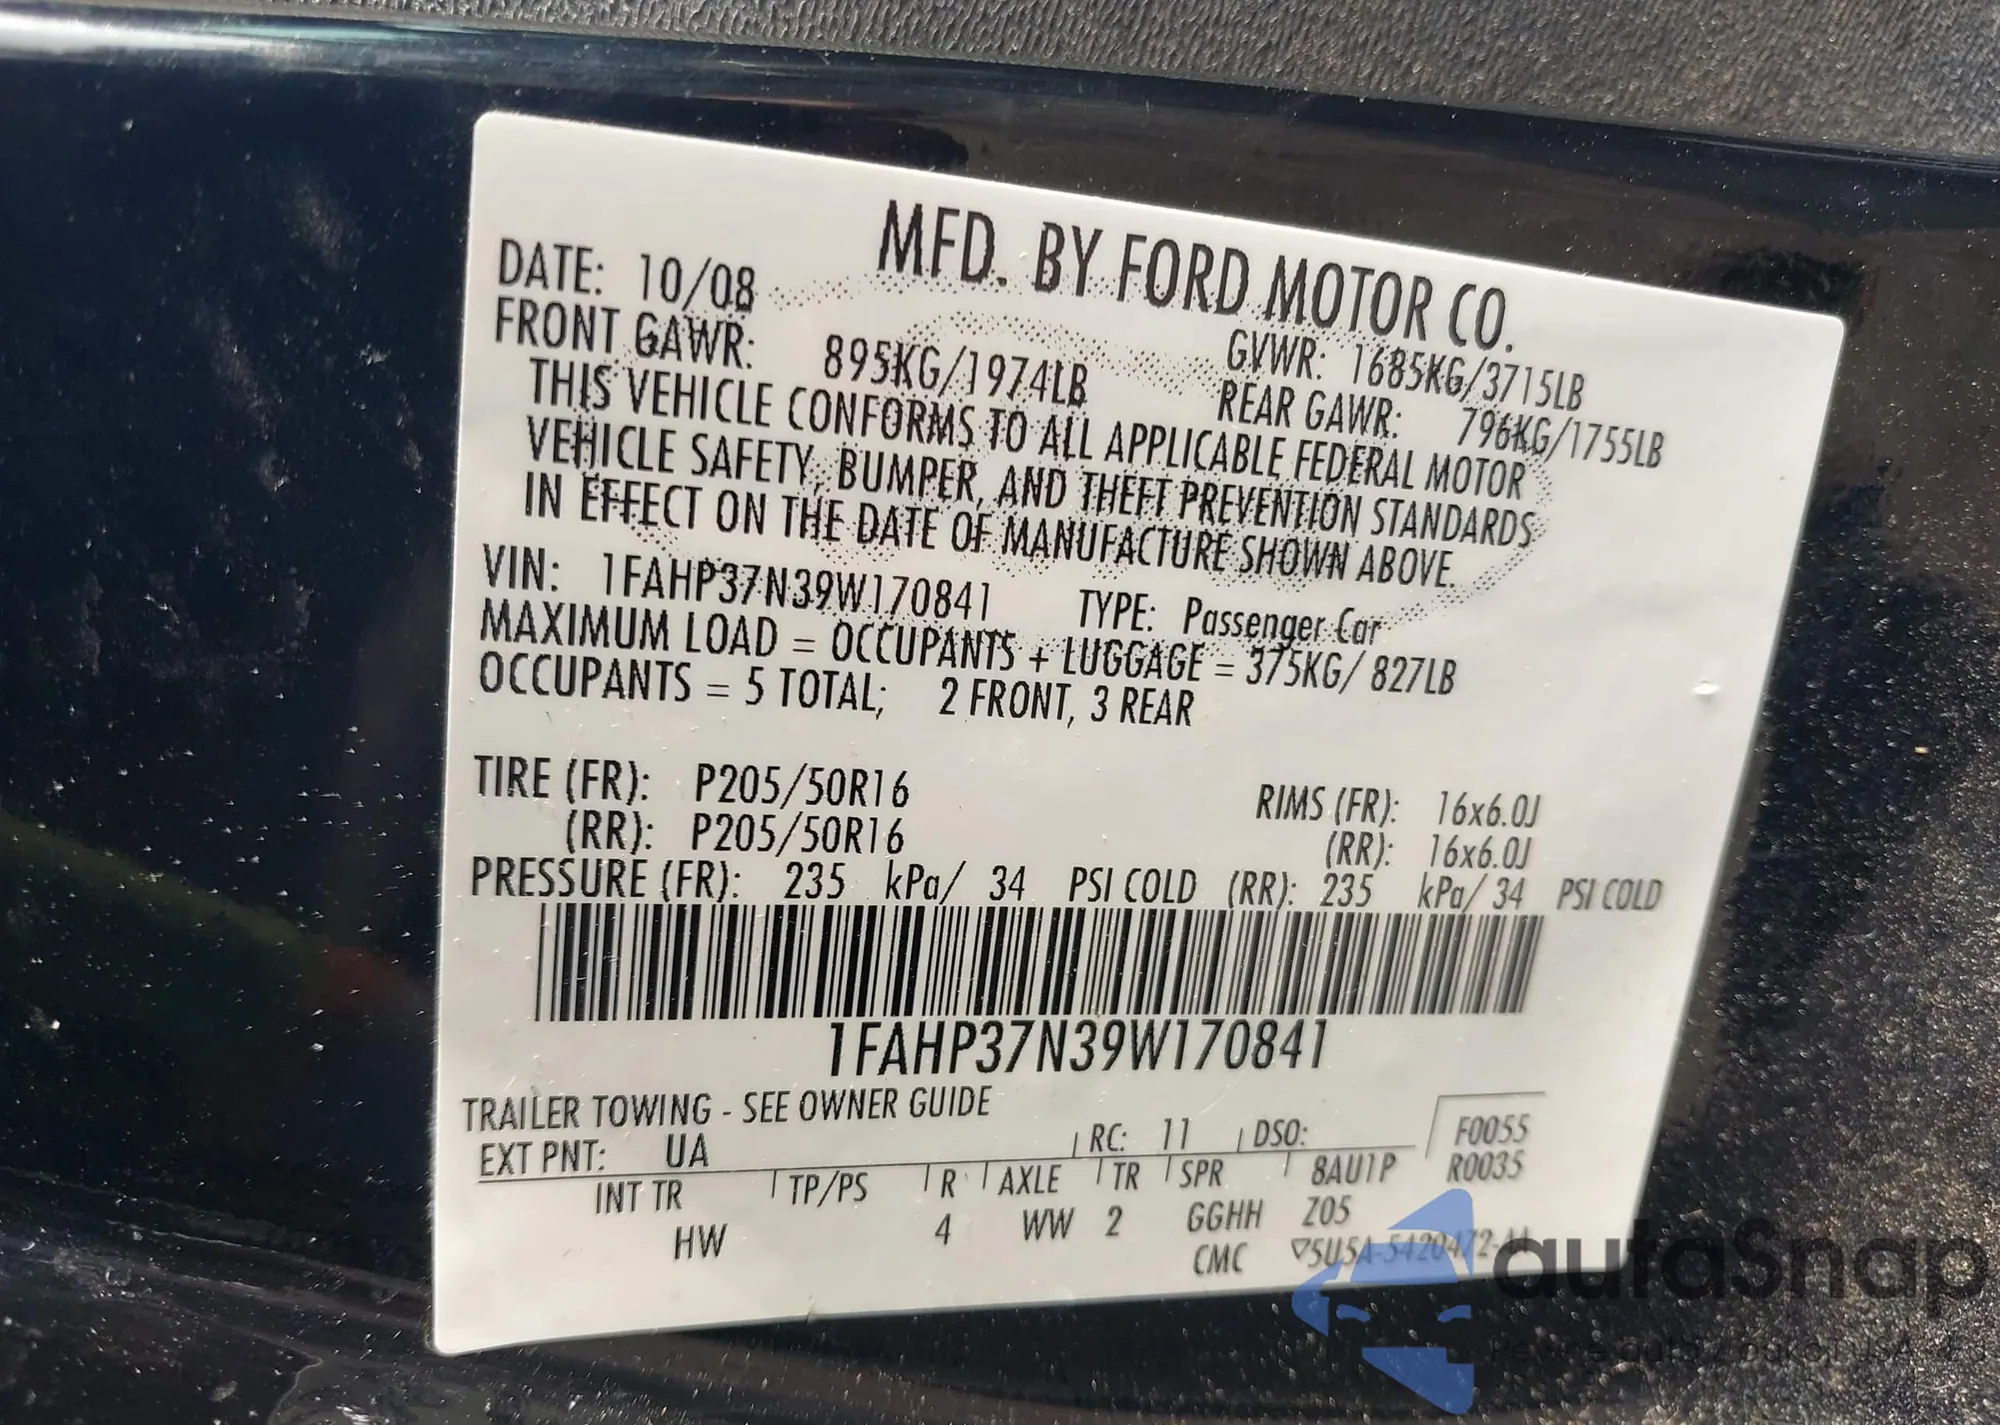 MFD. BY FORD MOTOR CO.
DATE: 10/08 GVWR: 1685KG/3715LB
FRONT GAWR: 895KG/1974LB REAR GAWR: 796KG/1755LB
THIS VEHICLE CONFORMS TO ALL APPLICABLE FEDERAL MOTOR
VEHICLE SAFETY, BUMPER, AND THEFT PREVENTION STANDARDS
IN EFFECT ON THE DATE OF MANUFACTURE SHOWN ABOVE.
VIN: 1FAHP37N39W170841 TYPE: Passenger Car
MAXIMUM LOAD = OCCUPANTS + LUGGAGE = 375KG/ 827LB
OCCUPANTS = 5 TOTAL; 2 FRONT, 3 REAR
TIRE (FR): P205/50R16 RIMS (FR): 16x6.0J
(RR): P205/50R16 (RR): 16x6.0J
PRESSURE (FR): 235 kPa/ 34 PSI COLD (RR): 235 kPa/ 34 PSI COLD
1FAHP37N39W170841
TRAILER TOWING - SEE OWNER GUIDE
EXT PNT: UA RC: 11 DSO: F0055
INT TR TP/PS R AXLE TR SPR 8AU1P R0035
HW 4 WW 2 GGHH Z05
CMC 5U5A-5420472-AA
autaSnap